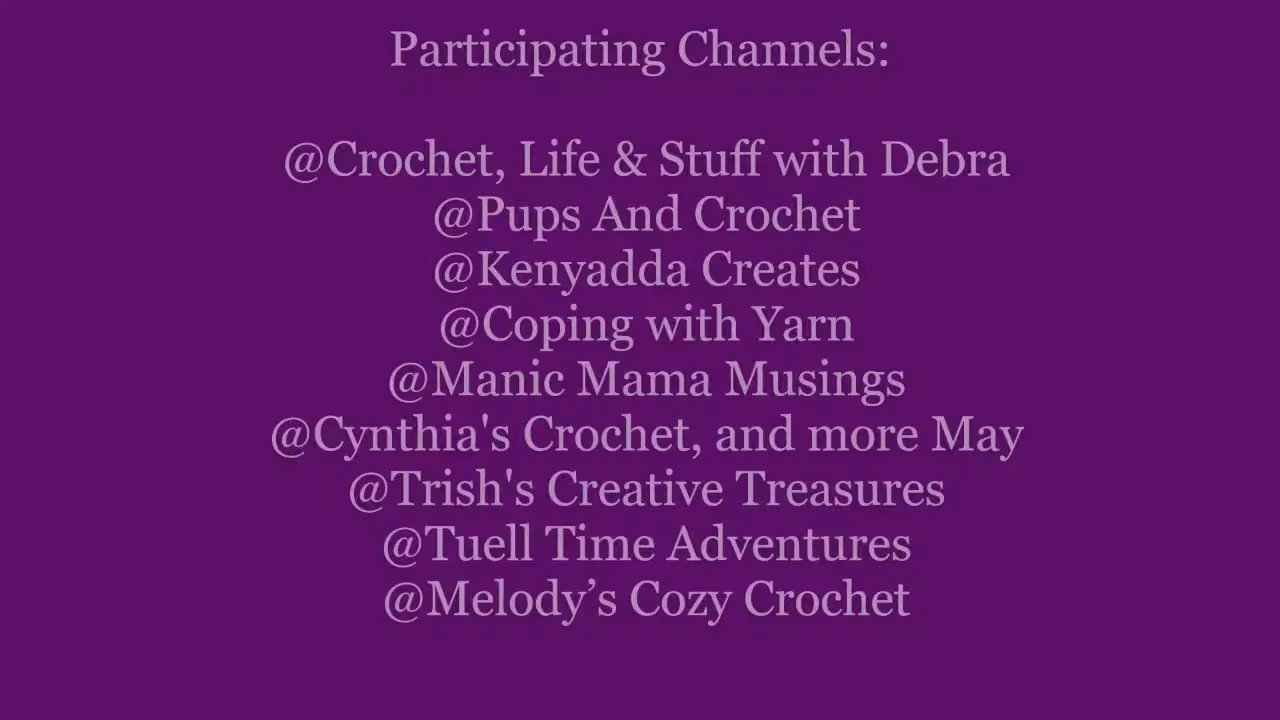 Participating Channels:
@Crochet, Life & Stuff with Debra
@Pups And Crochet
@Kenyadda Creates
@Coping with Yarn
@Manic Mama Musings
@Cynthia's Crochet, and more May
@Trish's Creative Treasures
@Tuell Time Adventures
@Melody’s Cozy Crochet